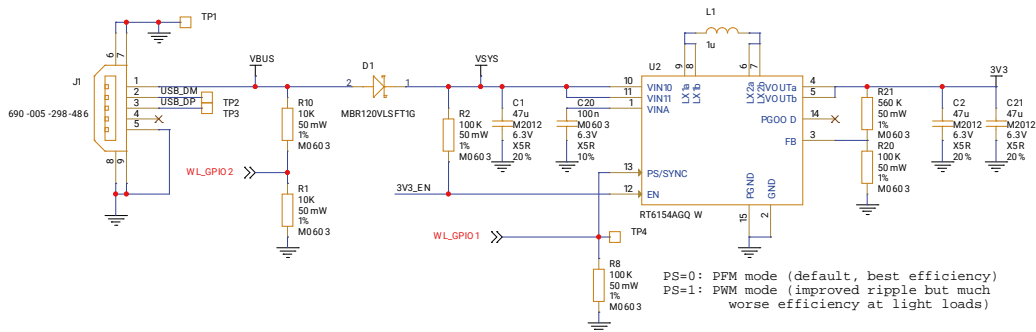 TP1
L1
1u
J1
6
7
1
2
3
4
5
8
9
690-005-298-486
USB_DM
USB_DP
TP2
TP3
VBUS
D1
2
1
MBR120VLSFT1G
VSYS
R10
10K
50mW
1%
M0603
WL_GPIO2
R1
10K
50mW
1%
M0603
R2
100K
50mW
1%
M0603
C1
47u
M2012
6.3V
X5R
20%
C20
100n
M0603
6.3V
X5R
10%
3V3_EN
WL_GPIO1
TP4
R8
100K
50mW
1%
M0603
U2
9
8
6
7
LX1a
LX1b
LX2a
LX2b
10
VIN10
11
VIN11
1
VINA
13
PS/SYNC
12
EN
VOUTa
4
VOUTb
5
PGOOD
14
FB
3
PGND
GND
15
2
RT6154AGQW
R21
560K
50mW
1%
M0603
R20
100K
50mW
1%
M0603
3V3
C2
47u
M2012
6.3V
X5R
20%
C21
47u
M2012
6.3V
X5R
20%
PS=0: PFM mode (default, best efficiency)
PS=1: PWM mode (improved ripple but much
worse efficiency at light loads)